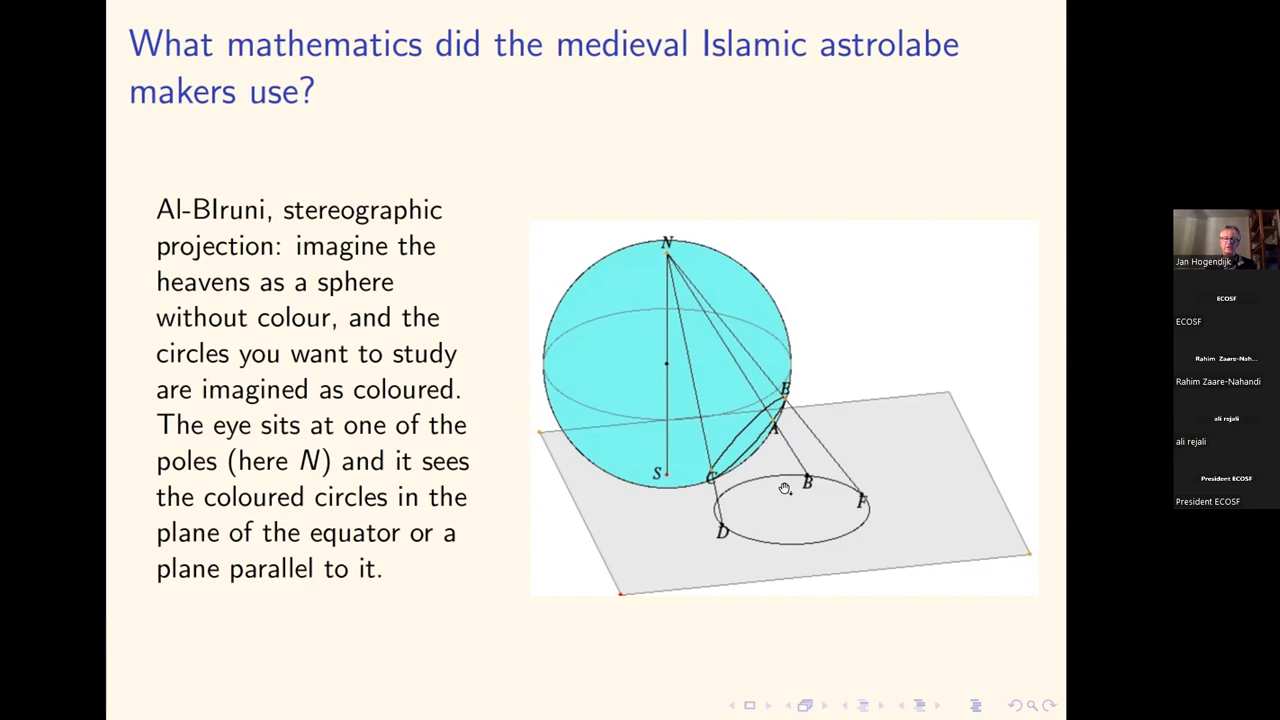 What mathematics did the medieval Islamic astrolabe
makers use?
Al-BIruni, stereographic
projection: imagine the
heavens as a sphere
without colour, and the
circles you want to study
are imagined as coloured.
The eye sits at one of the
poles (here N) and it sees
the coloured circles in the
plane of the equator or a
plane parallel to it.
N
E
A
S
C
B
F
D
Jan Hogendijk
ECOSF
ECOSF
Rahim Zaare-Nah...
Rahim Zaare-Nahandi
ali rejali
ali rejali
President ECOSF
President ECOSF